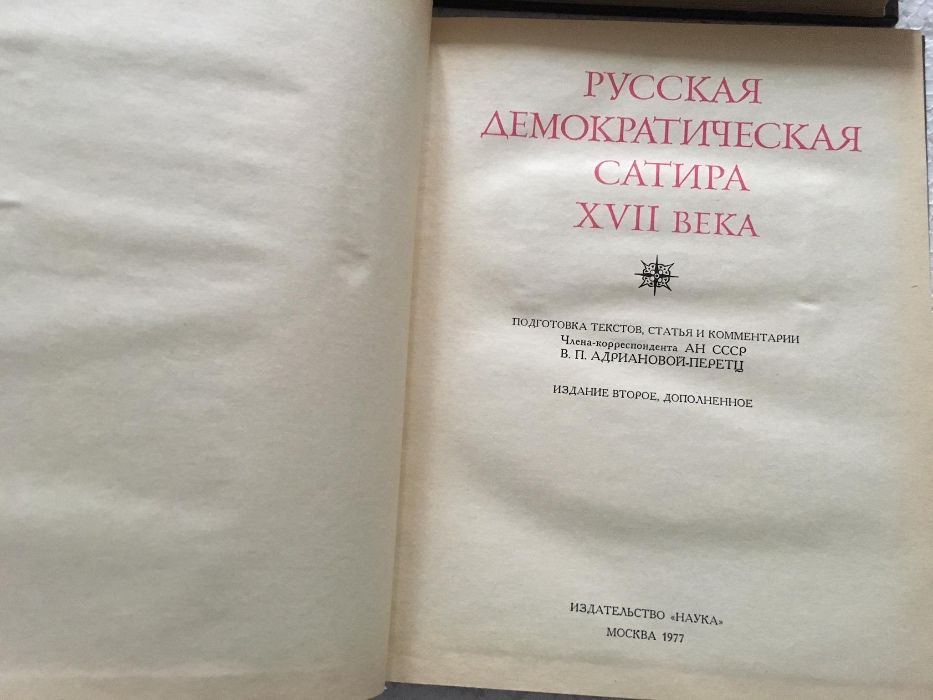 РУССКАЯ
ДЕМОКРАТИЧЕСКАЯ
САТИРА
XVII ВЕКА
ПОДГОТОВКА ТЕКСТОВ, СТАТЬЯ И КОММЕНТАРИИ
Члена-корреспондента АН СССР
В. П. АДРИАНОВОЙ-ПЕРЕТЦ
ИЗДАНИЕ ВТОРОЕ, ДОПОЛНЕННОЕ
ИЗДАТЕЛЬСТВО «НАУКА»
МОСКВА 1977